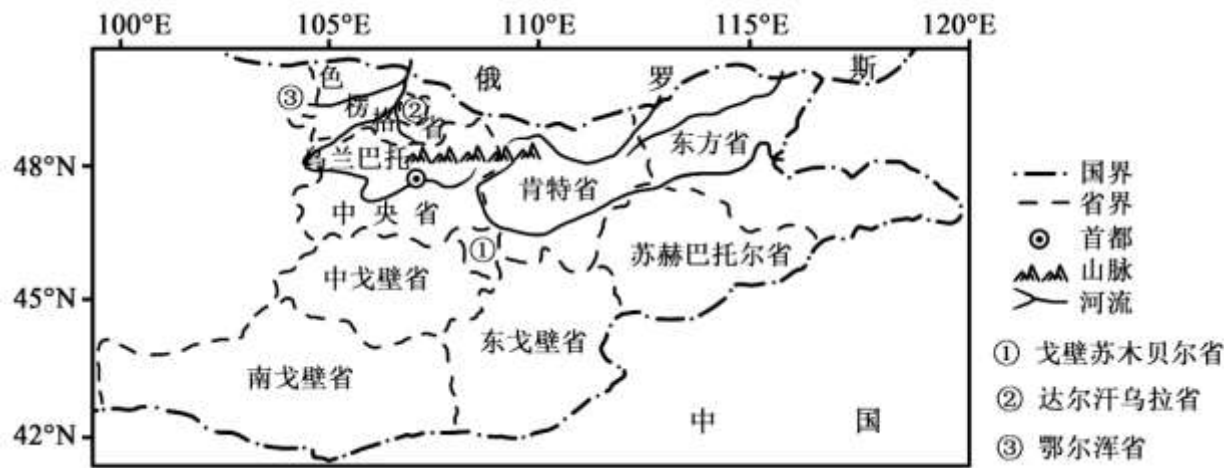 100°E 105°E 110°E 115°E 120°E
色 俄 罗 斯
③ 楞 ②
格 省
48°N 乌兰巴托 东方省
肯特省
中央省
① 苏赫巴托尔省
中戈壁省
45°N
东戈壁省
南戈壁省
中 国
42°N
国界
省界
首都
山脉
河流
① 戈壁苏木贝尔省
② 达尔汗乌拉省
③ 鄂尔浑省